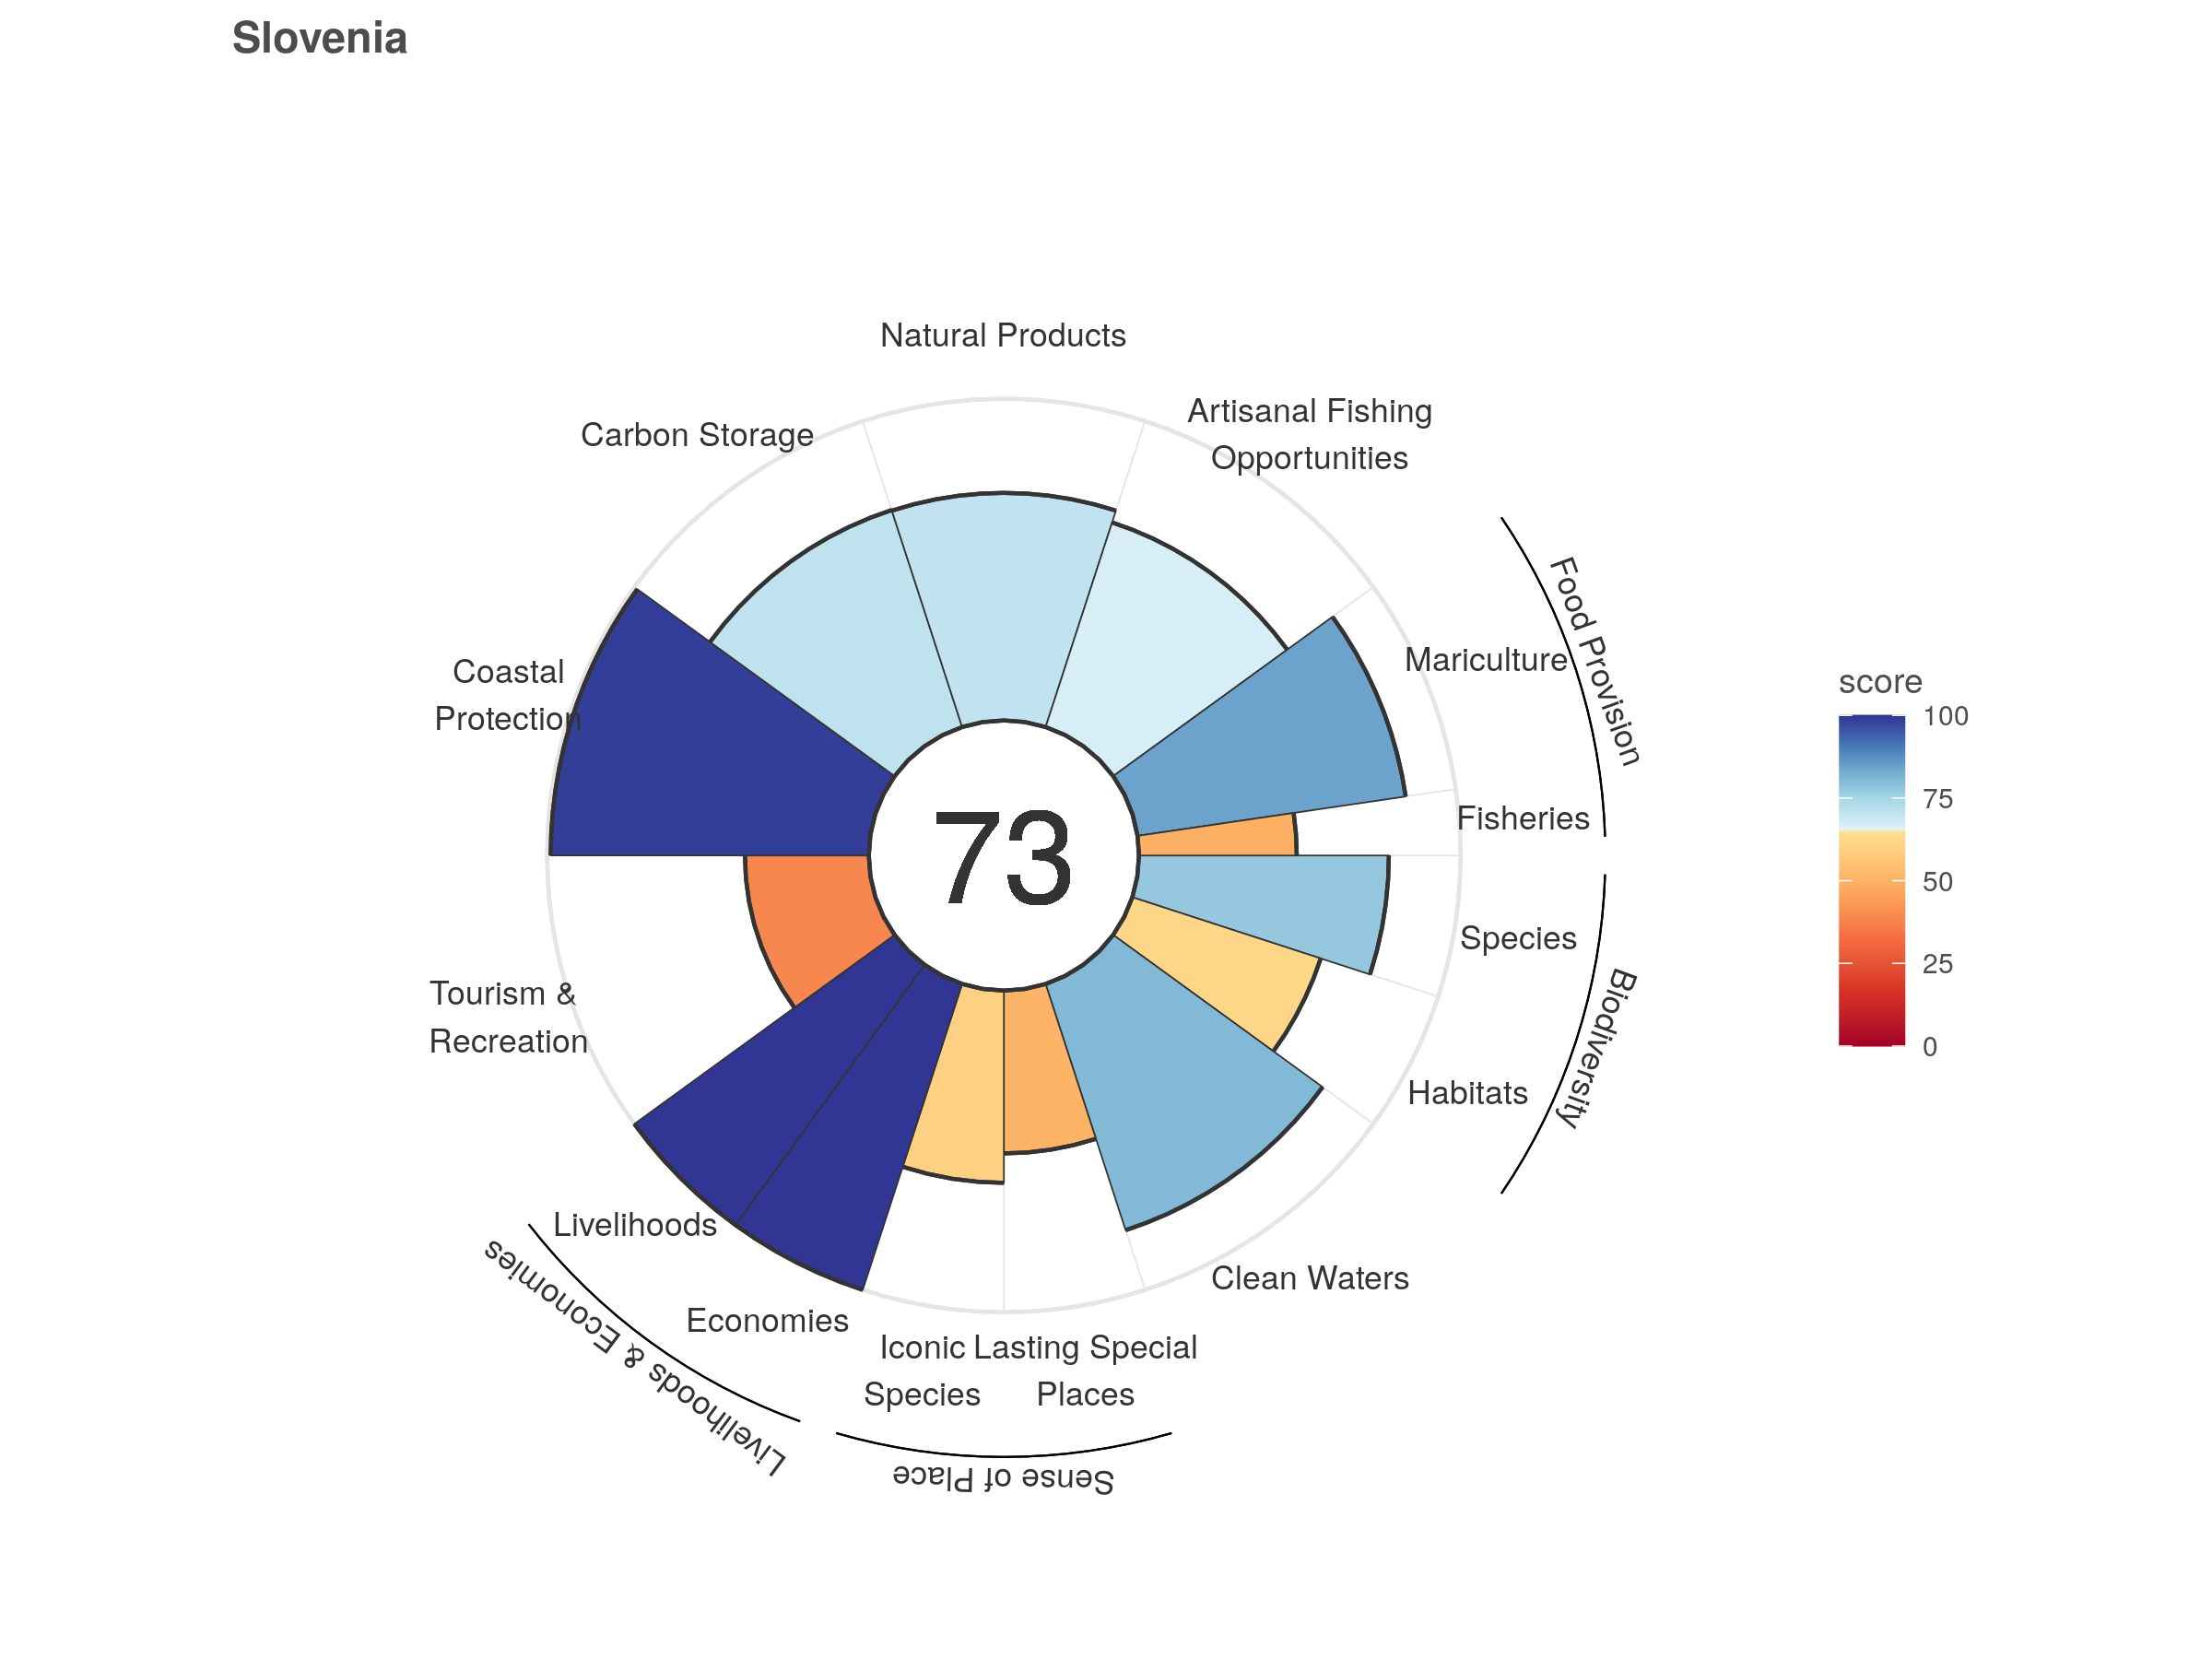 Slovenia
Natural Products
Artisanal Fishing
Opportunities
Carbon Storage
Mariculture
Food Provision
Coastal
Protection
Fisheries
73
Species
Biodiversity
Tourism &
Recreation
Habitats
Livelihoods
Clean Waters
Economies
Livelihoods & Economies
Iconic
Species
Lasting Special
Places
Sense of Place
score
100
75
50
25
0